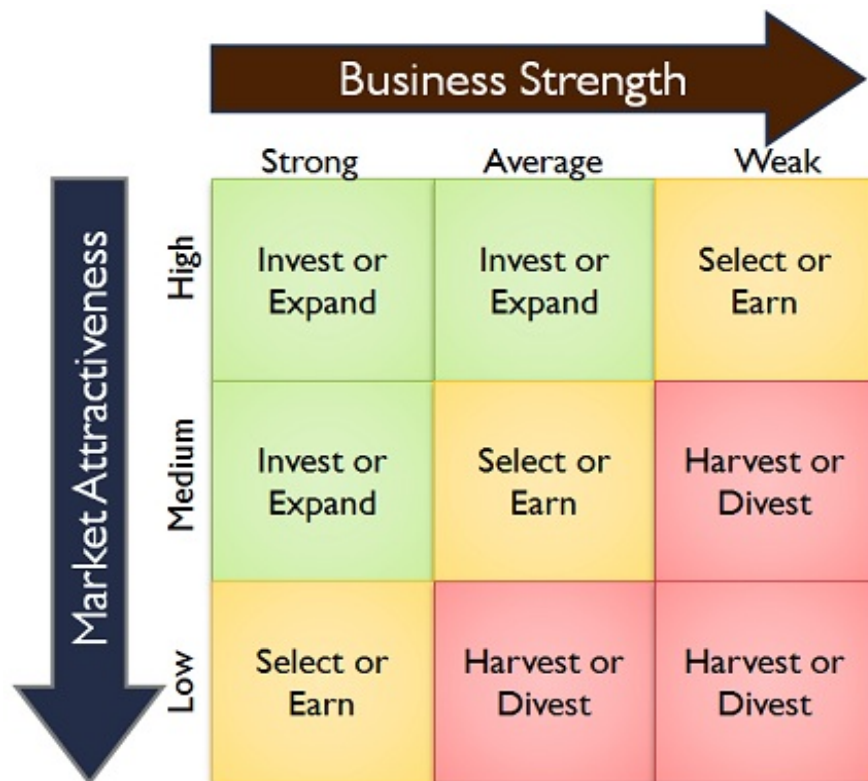 Business Strength
Strong Average Weak
Market Attractiveness
High
Invest or
Expand
Invest or
Expand
Select or
Earn
Medium
Invest or
Expand
Select or
Earn
Harvest or
Divest
Low
Select or
Earn
Harvest or
Divest
Harvest or
Divest